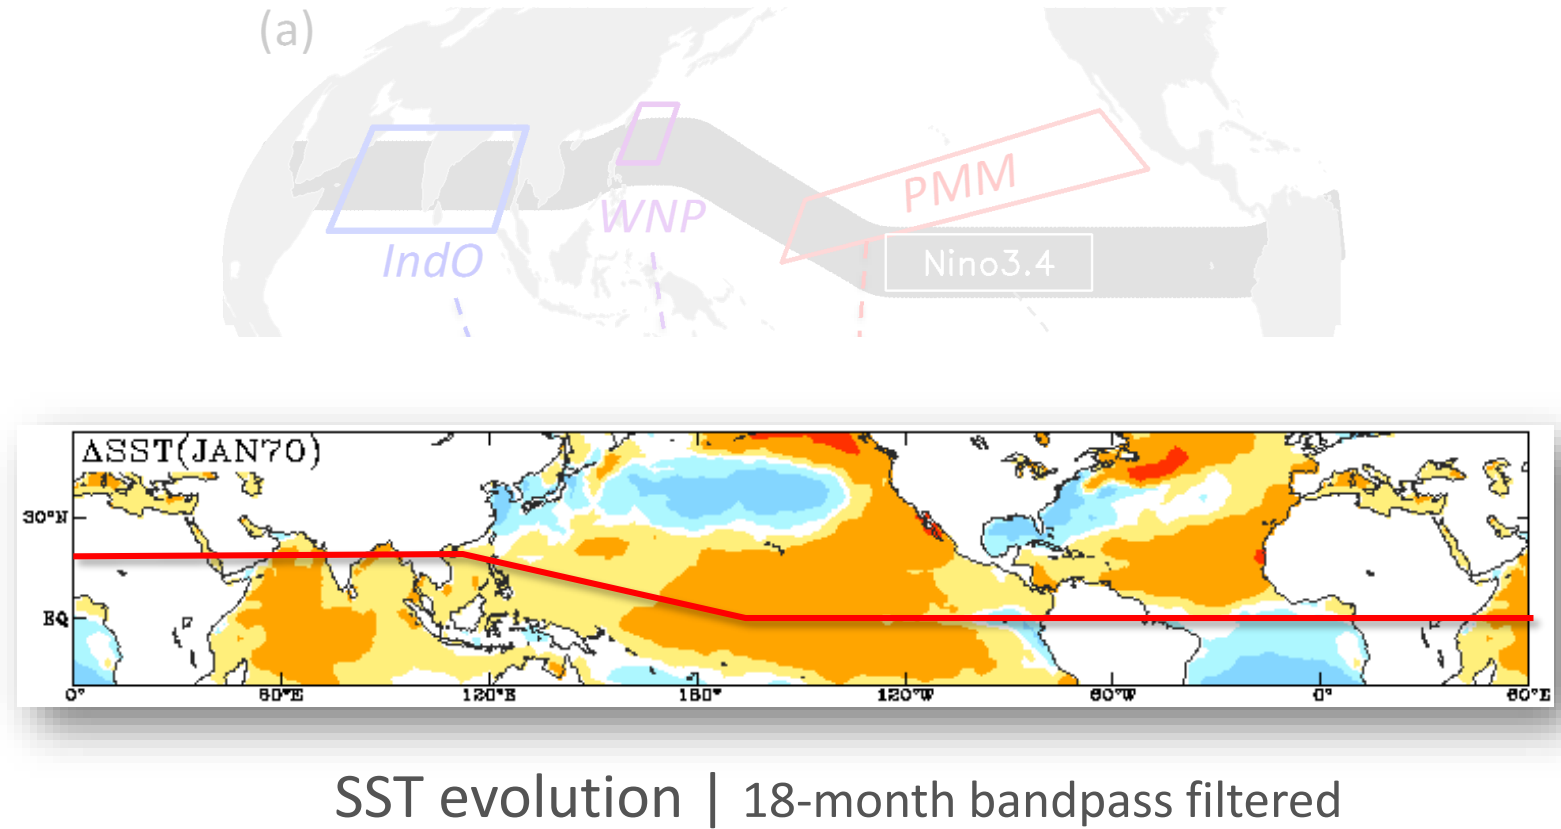 (a)
PMM
WNP
IndO
Nino3.4
ΔSST(JAN70)
30°N
EQ
0° 60°E 120°E 180° 120°W 60°W 0° 60°E
SST evolution | 18-month bandpass filtered